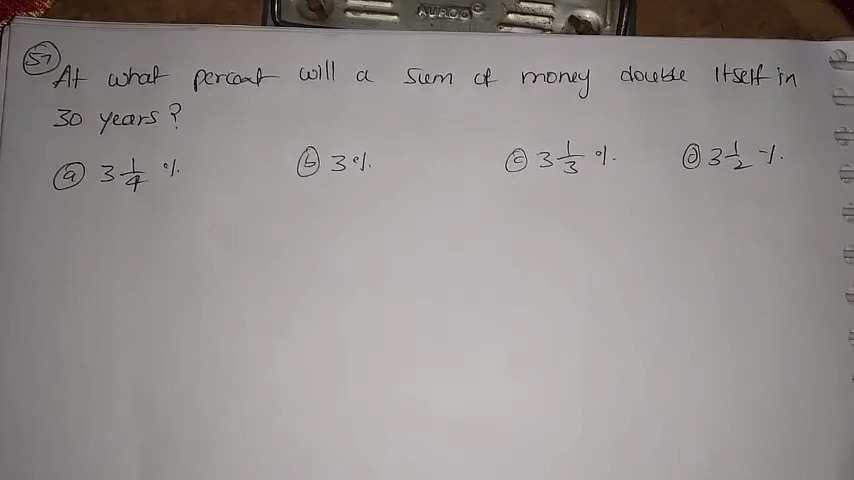 AUROO
57 At what percent will a sum of money double itself in
30 years?
a 3 1/4 % b 3% c 3 1/3 % d 3 1/2 %